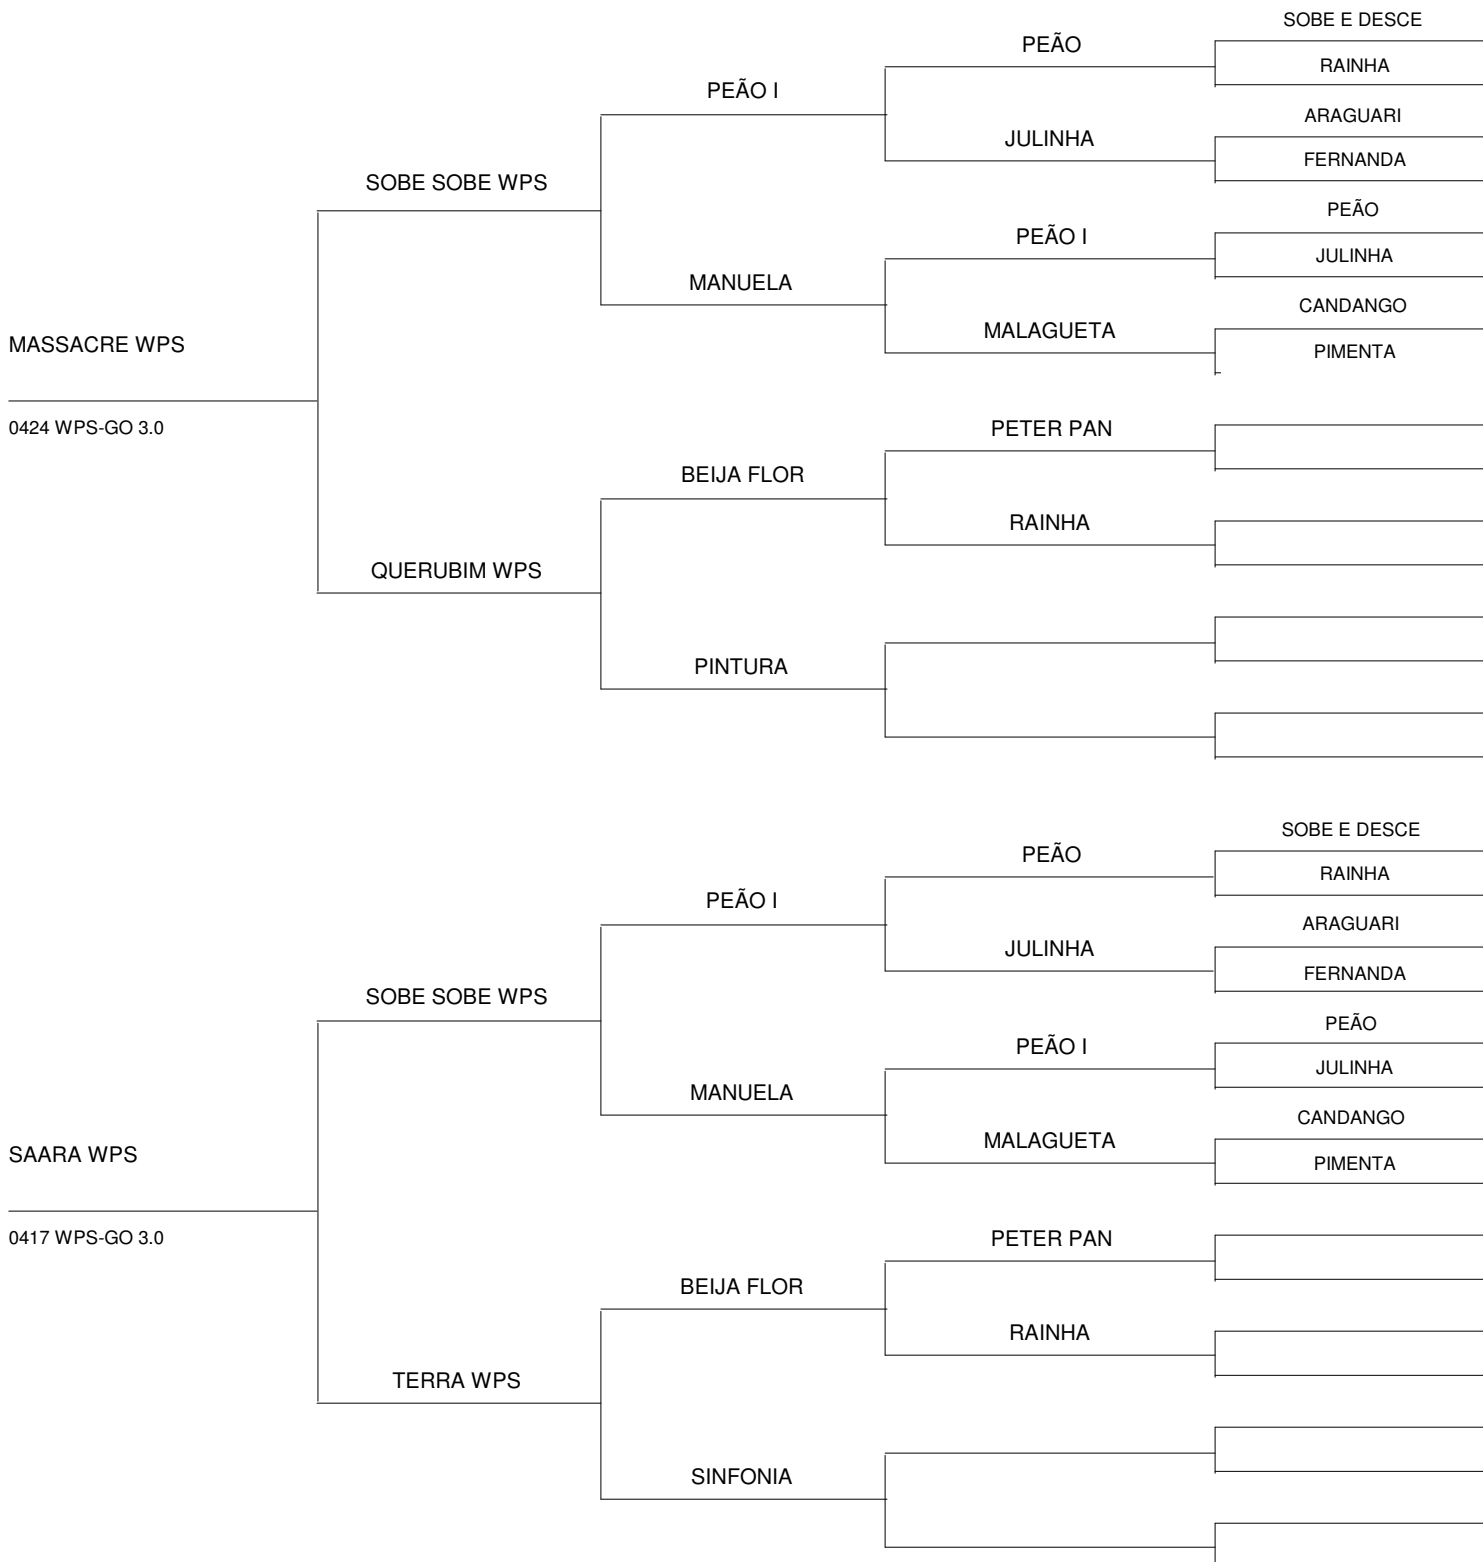 SOBE E DESCE
PEÃO
RAINHA
PEÃO I
ARAGUARI
JULINHA
FERNANDA
SOBE SOBE WPS
PEÃO
PEÃO I
JULINHA
MANUELA
CANDANGO
MALAGUETA
MASSACRE WPS
PIMENTA
0424 WPS-GO 3.0
PETER PAN
BEIJA FLOR
RAINHA
QUERUBIM WPS
PINTURA
SOBE E DESCE
PEÃO
RAINHA
PEÃO I
ARAGUARI
JULINHA
FERNANDA
SOBE SOBE WPS
PEÃO
PEÃO I
JULINHA
MANUELA
CANDANGO
MALAGUETA
SAARA WPS
PIMENTA
0417 WPS-GO 3.0
PETER PAN
BEIJA FLOR
RAINHA
TERRA WPS
SINFONIA